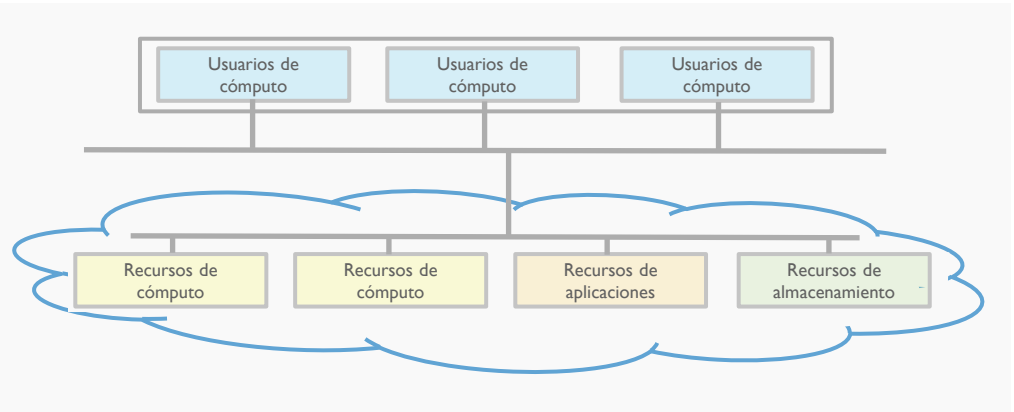 Usuarios de
cómputo
Usuarios de
cómputo
Usuarios de
cómputo
Recursos de
cómputo
Recursos de
cómputo
Recursos de
aplicaciones
Recursos de
almacenamiento